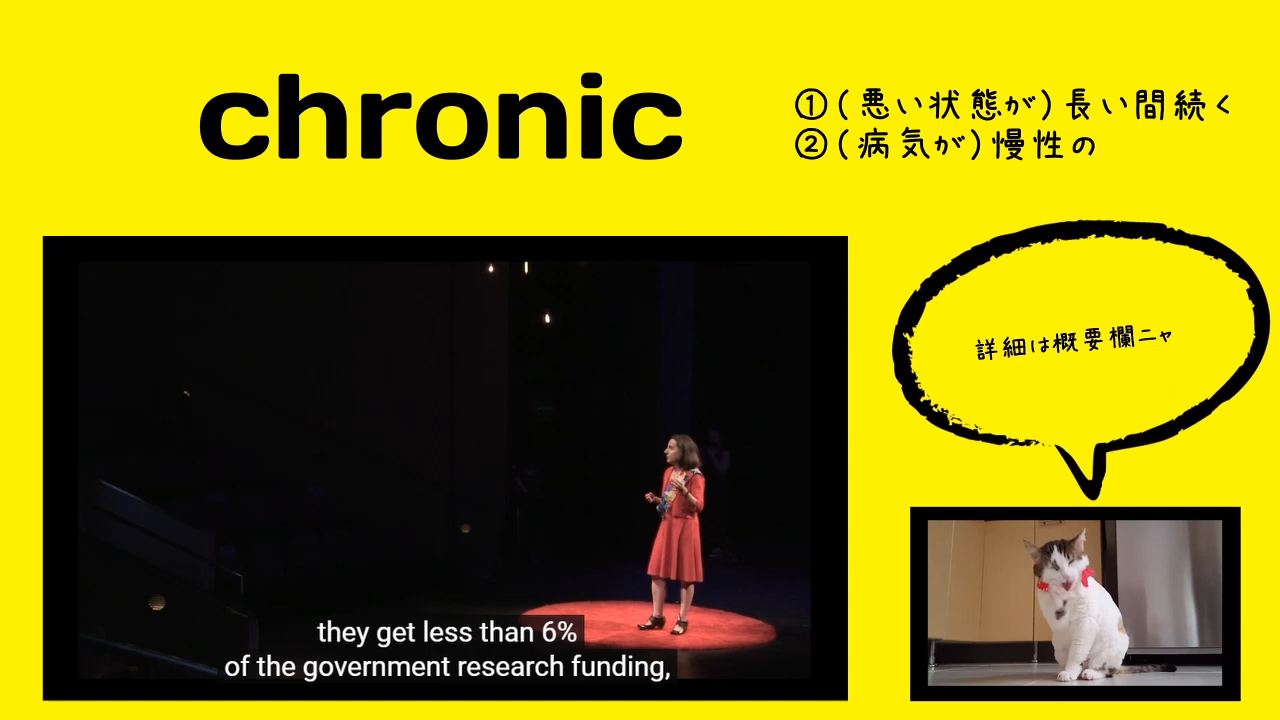 chronic
①(悪い状態が)長い間続く
②(病気が)慢性の
詳細は概要欄ニャ
they get less than 6%
of the government research funding,